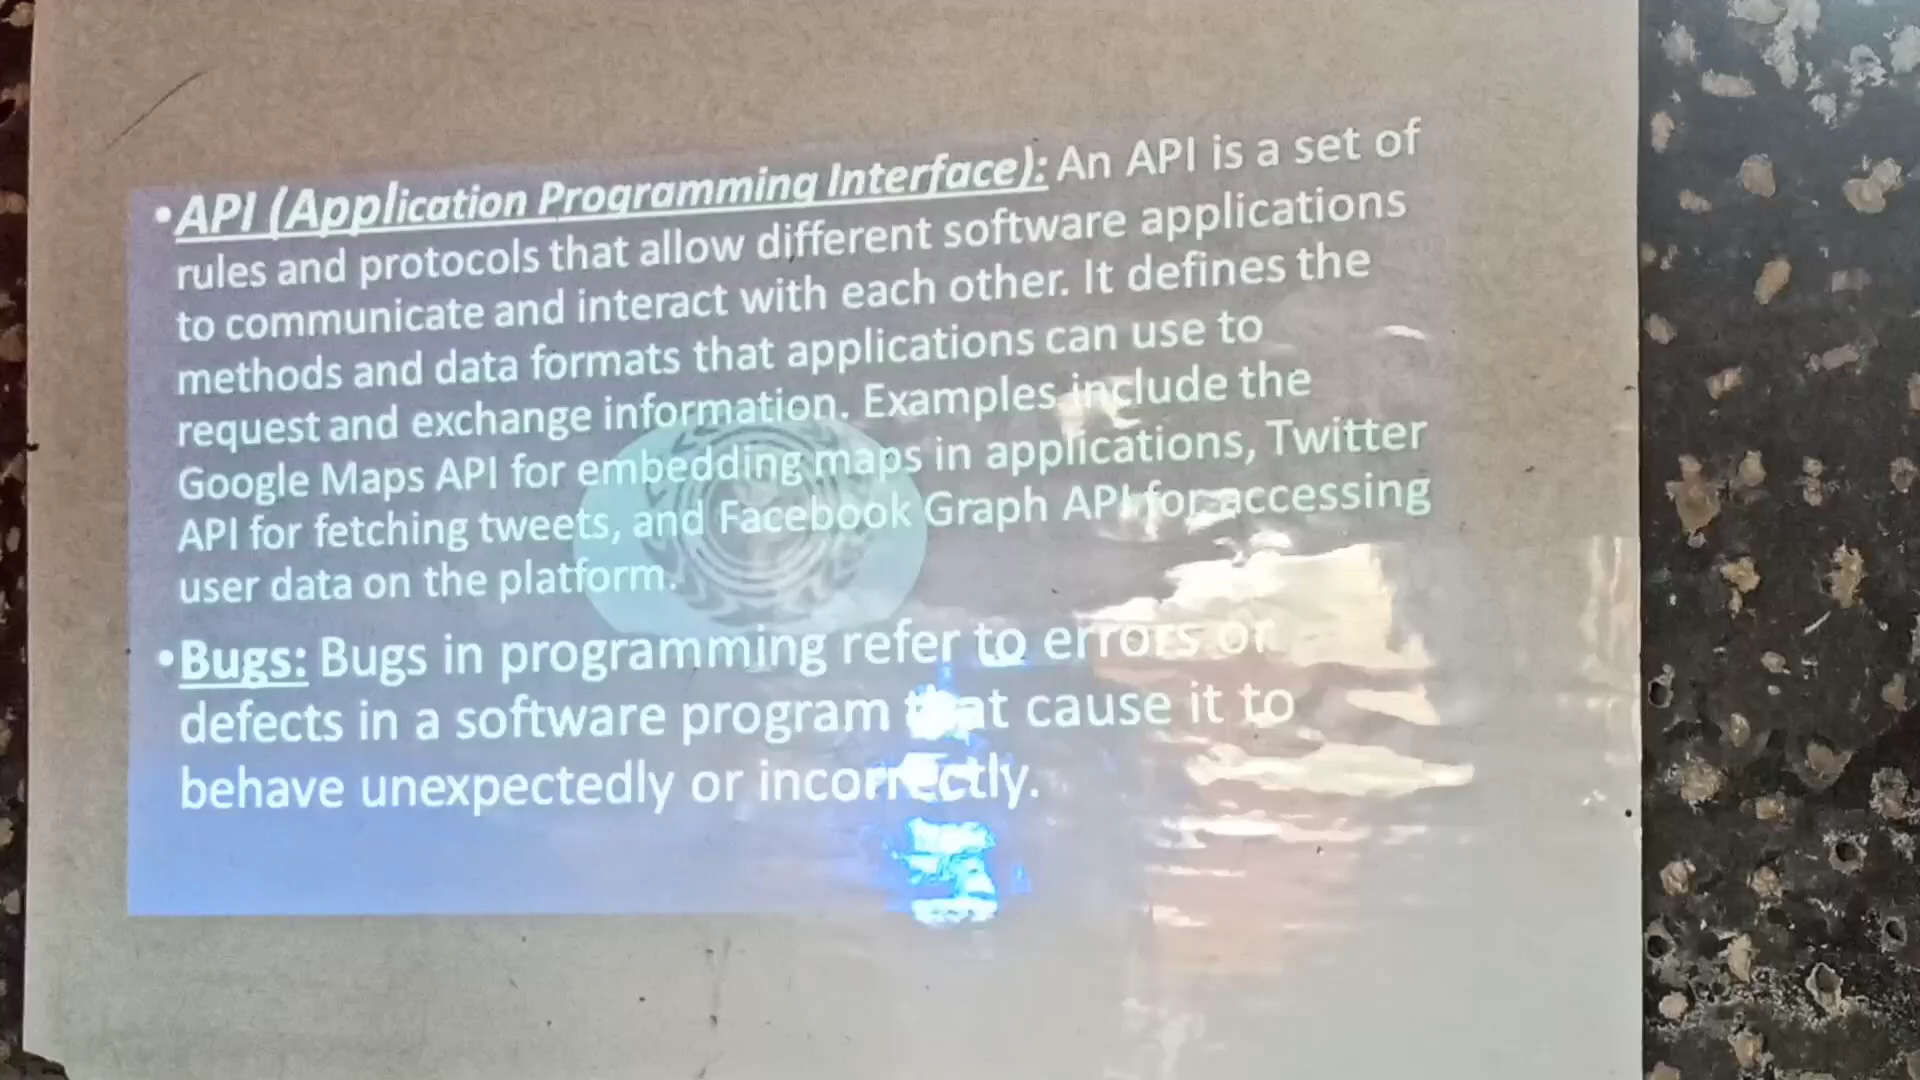 •API (Application Programming Interface): An API is a set of
rules and protocols that allow different software applications
to communicate and interact with each other. It defines the
methods and data formats that applications can use to
request and exchange information. Examples include the
Google Maps API for embedding maps in applications, Twitter
API for fetching tweets, and Facebook Graph API for accessing
user data on the platform.
•Bugs: Bugs in programming refer to errors or
defects in a software program that cause it to
behave unexpectedly or incorrectly.